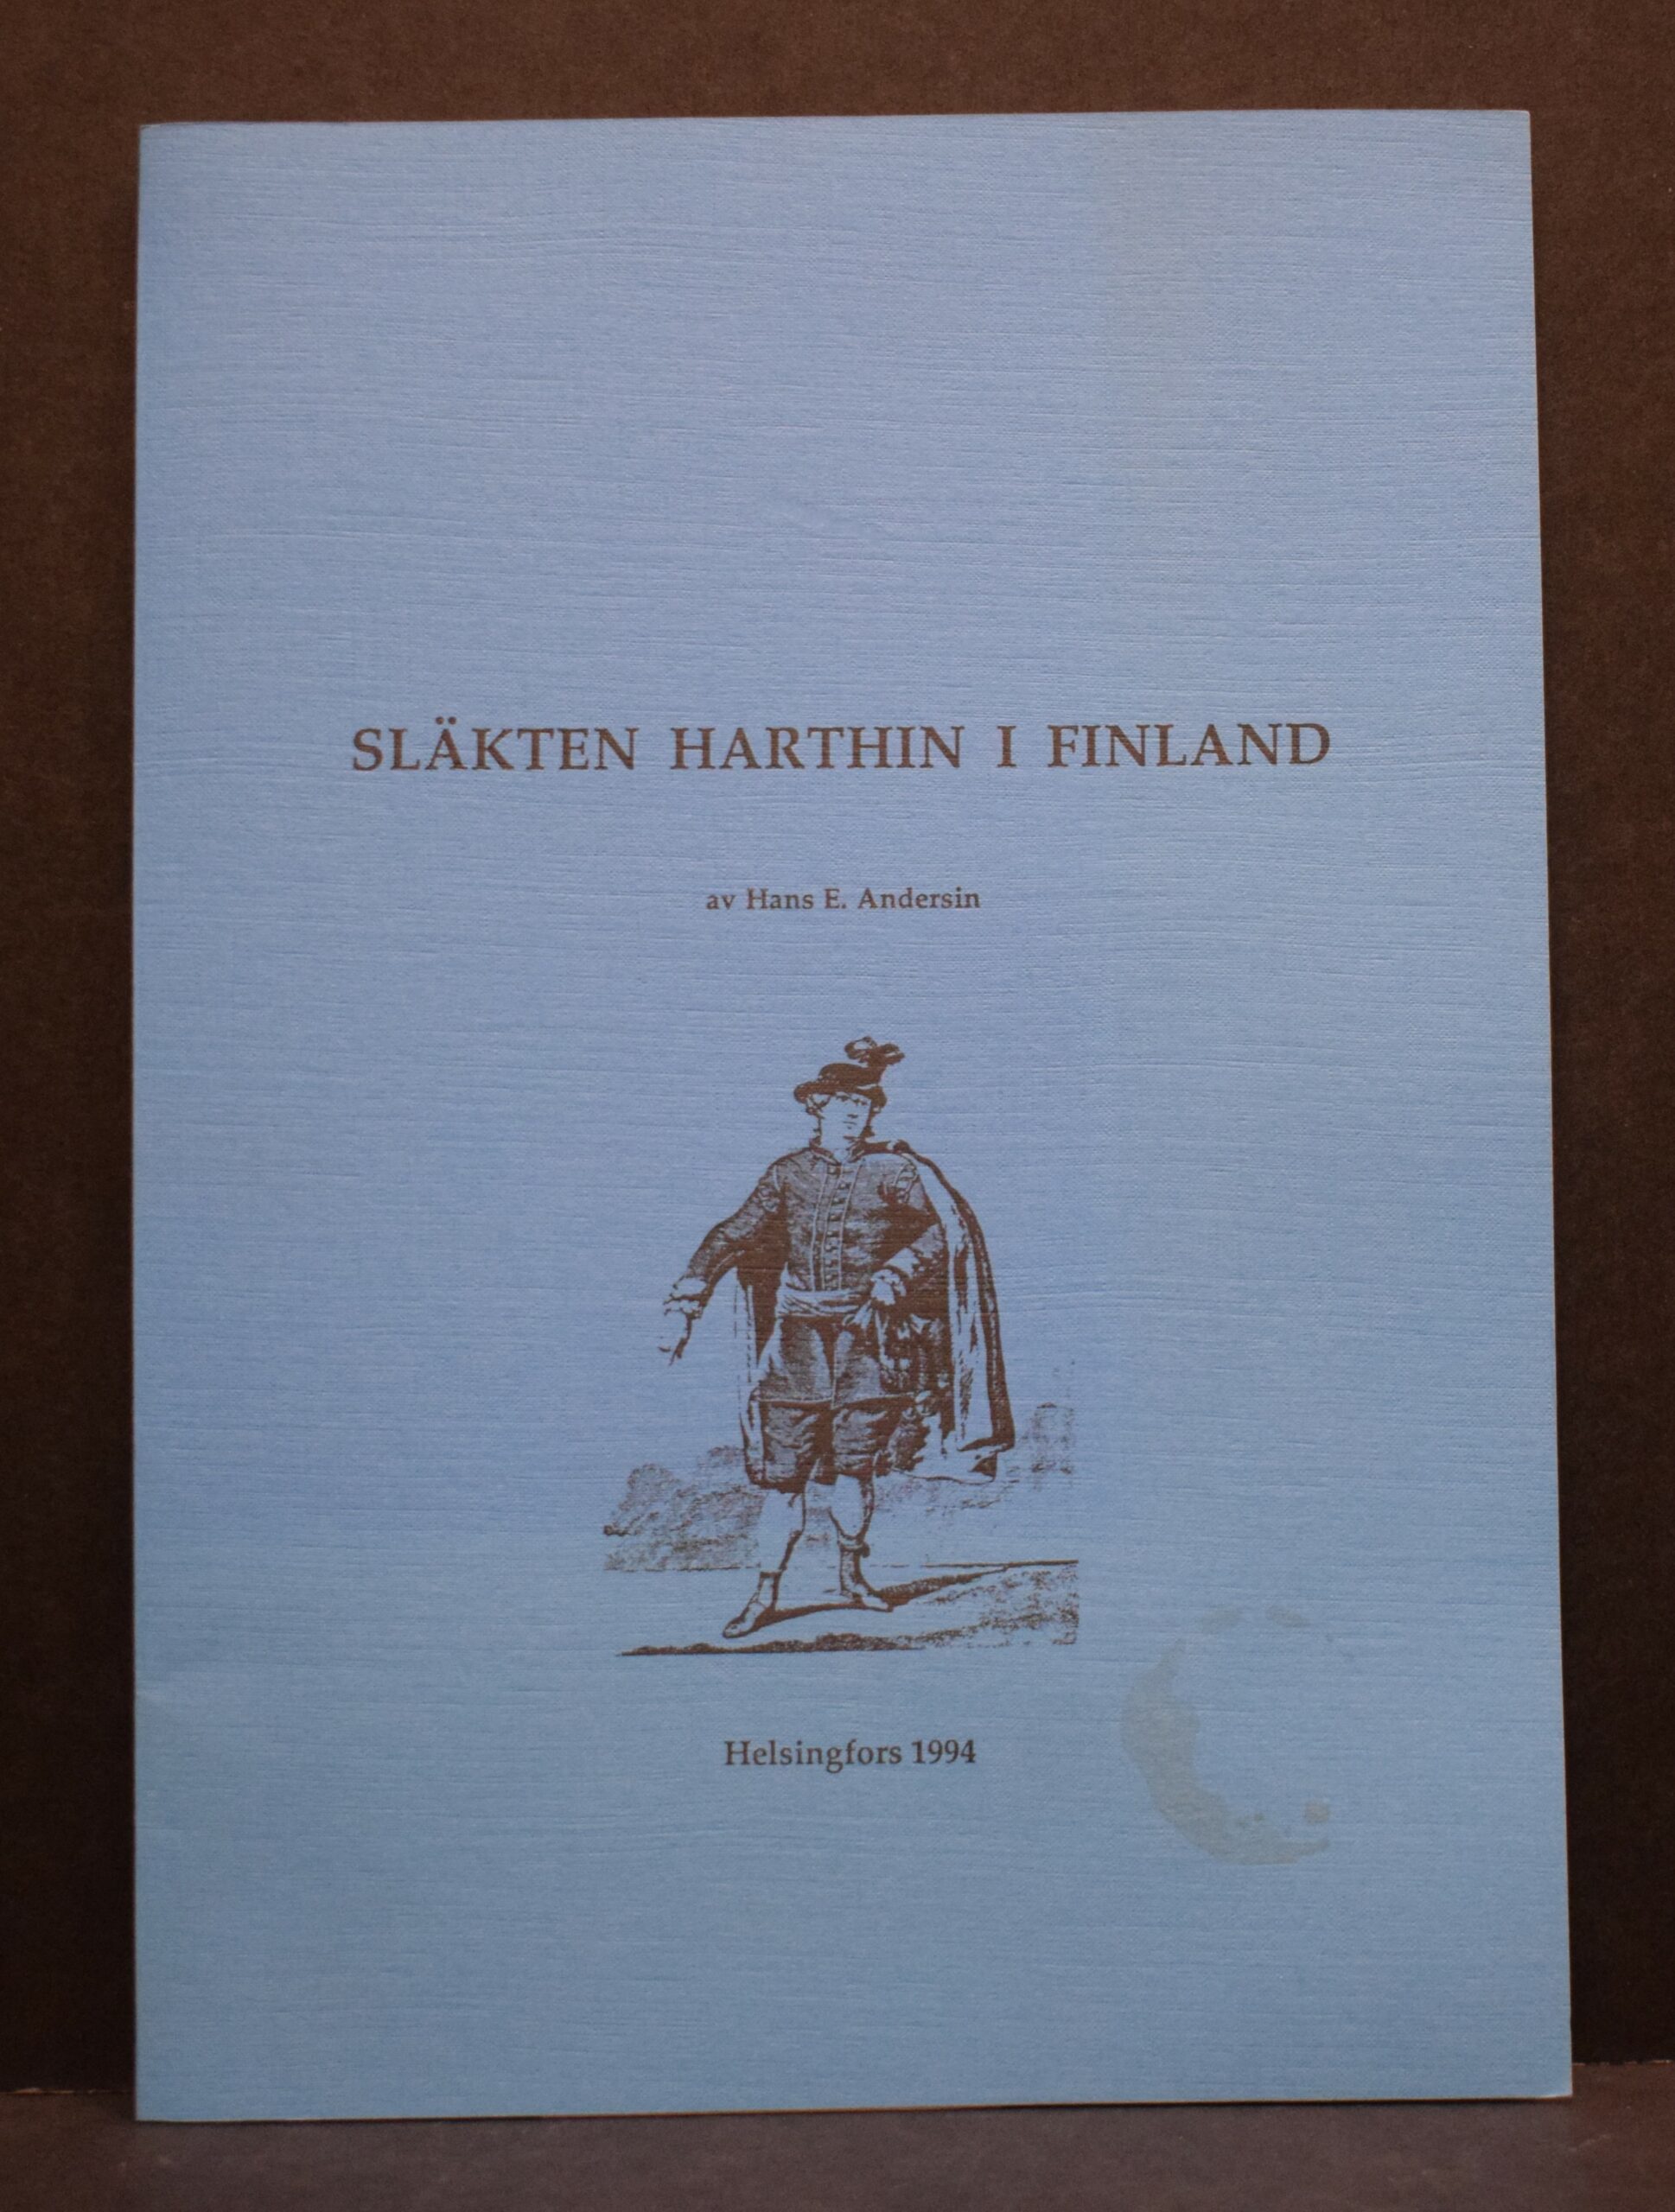 SLÄKTEN HARTHIN I FINLAND
av Hans E. Andersin
Helsingfors 1994